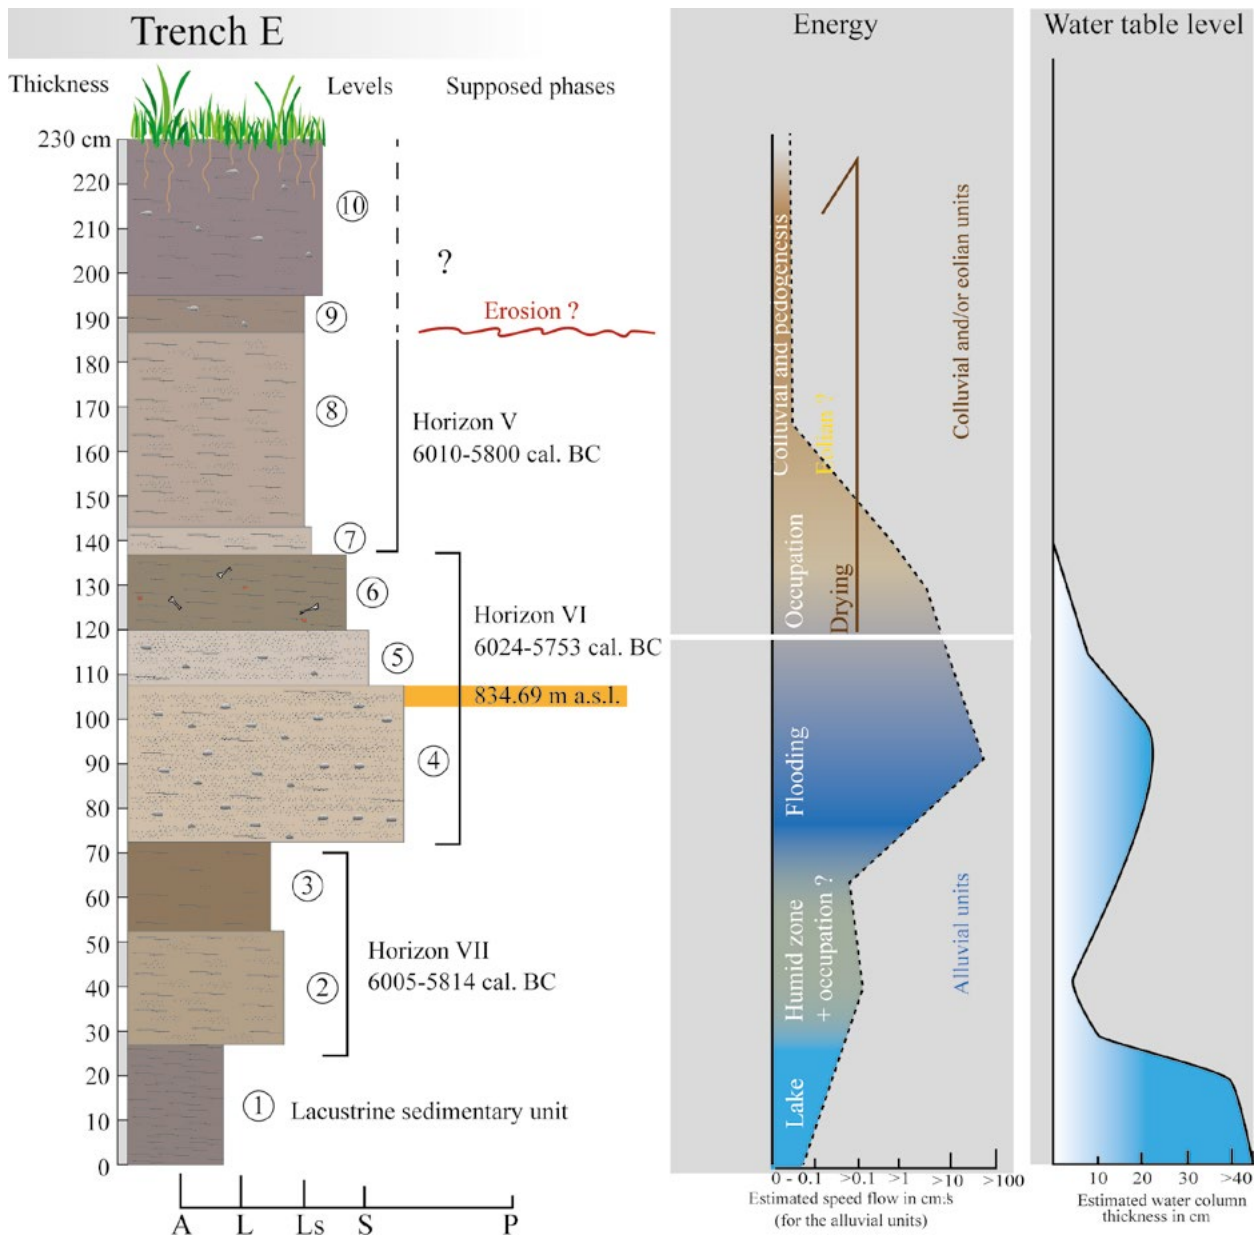 Trench E
Thickness
Levels
Supposed phases
230 cm
220
210
200
190
180
170
160
150
140
130
120
110
100
90
80
70
60
50
40
30
20
10
0
10
9
8
7
6
5
4
3
2
1
?
Erosion ?
Horizon V
6010-5800 cal. BC
Horizon VI
6024-5753 cal. BC
834.69 m a.s.l.
Horizon VII
6005-5814 cal. BC
Lacustrine sedimentary unit
A L Ls S P
Energy
Colluvial and pedogenesis
Eolian ?
Occupation
Drying
Colluvial and/or eolian units
Flooding
Humid zone
+ occupation ?
Lake
Alluvial units
0 - 0.1 >0.1 >1 >10 >100
Estimated speed flow in cm:s
(for the alluvial units)
Water table level
10 20 30 >40
Estimated water column
thickness in cm